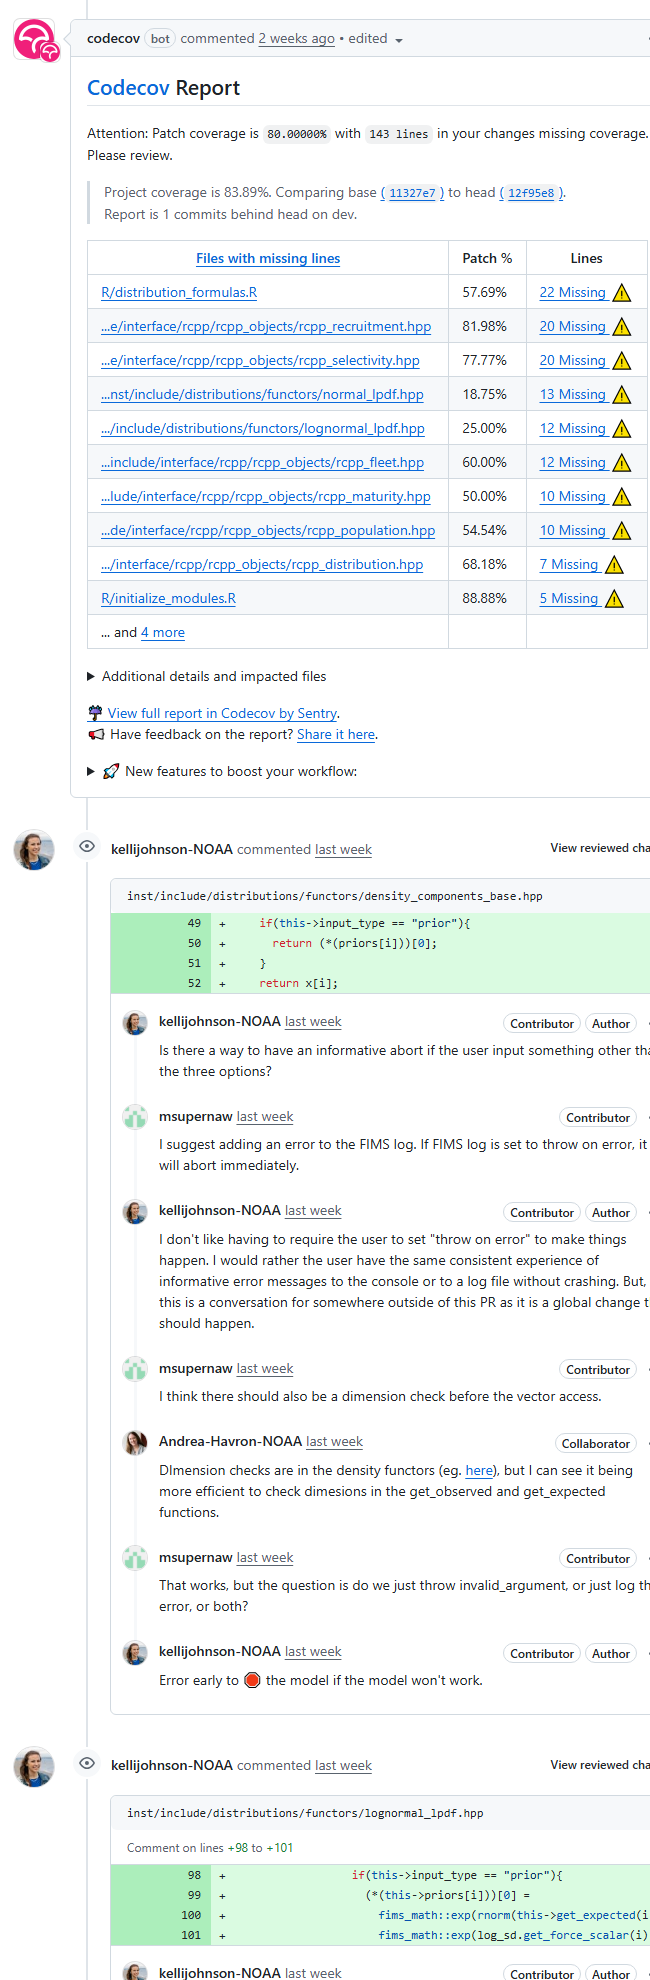 codecov bot commented 2 weeks ago • edited
Codecov Report
Attention: Patch coverage is 80.00000% with 143 lines in your changes missing coverage.
Please review.
Project coverage is 83.89%. Comparing base (11327e7) to head (12f95e8).
Report is 1 commits behind head on dev.
Files with missing lines Patch % Lines
R/distribution_formulas.R 57.69% 22 Missing
...e/interface/rcpp/rcpp_objects/rcpp_recruitment.hpp 81.98% 20 Missing
...e/interface/rcpp/rcpp_objects/rcpp_selectivity.hpp 77.77% 20 Missing
...nst/include/distributions/functors/normal_lpdf.hpp 18.75% 13 Missing
.../include/distributions/functors/lognormal_lpdf.hpp 25.00% 12 Missing
...include/interface/rcpp/rcpp_objects/rcpp_fleet.hpp 60.00% 12 Missing
...lude/interface/rcpp/rcpp_objects/rcpp_maturity.hpp 50.00% 10 Missing
...de/interface/rcpp/rcpp_objects/rcpp_population.hpp 54.54% 10 Missing
.../interface/rcpp/rcpp_objects/rcpp_distribution.hpp 68.18% 7 Missing
R/initialize_modules.R 88.88% 5 Missing
... and 4 more
Additional details and impacted files
View full report in Codecov by Sentry.
Have feedback on the report? Share it here.
New features to boost your workflow:
kellijohnson-NOAA commented last week View reviewed cha
inst/include/distributions/functors/density_components_base.hpp
49 + if(this->input_type == "prior"){
50 + return (*(priors[i]))[0];
51 + }
52 + return x[i];
kellijohnson-NOAA last week Contributor Author
Is there a way to have an informative abort if the user input something other tha
the three options?
msupernaw last week Contributor
I suggest adding an error to the FIMS log. If FIMS log is set to throw on error, it
will abort immediately.
kellijohnson-NOAA last week Contributor Author
I don't like having to require the user to set "throw on error" to make things
happen. I would rather the user have the same consistent experience of
informative error messages to the console or to a log file without crashing. But,
this is a conversation for somewhere outside of this PR as it is a global change t
should happen.
msupernaw last week Contributor
I think there should also be a dimension check before the vector access.
Andrea-Havron-NOAA last week Collaborator
DImension checks are in the density functors (eg. here), but I can see it being
more efficient to check dimesions in the get_observed and get_expected
functions.
msupernaw last week Contributor
That works, but the question is do we just throw invalid_argument, or just log th
error, or both?
kellijohnson-NOAA last week Contributor Author
Error early to 🛑 the model if the model won't work.
kellijohnson-NOAA commented last week View reviewed cha
inst/include/distributions/functors/lognormal_lpdf.hpp
Comment on lines +98 to +101
98 + if(this->input_type == "prior"){
99 + (*(this->priors[i]))[0] =
100 + fims_math::exp(rnorm(this->get_expected(i
101 + fims_math::exp(log_sd.get_force_scalar(i)
kellijohnson-NOAA last week Contributor Author